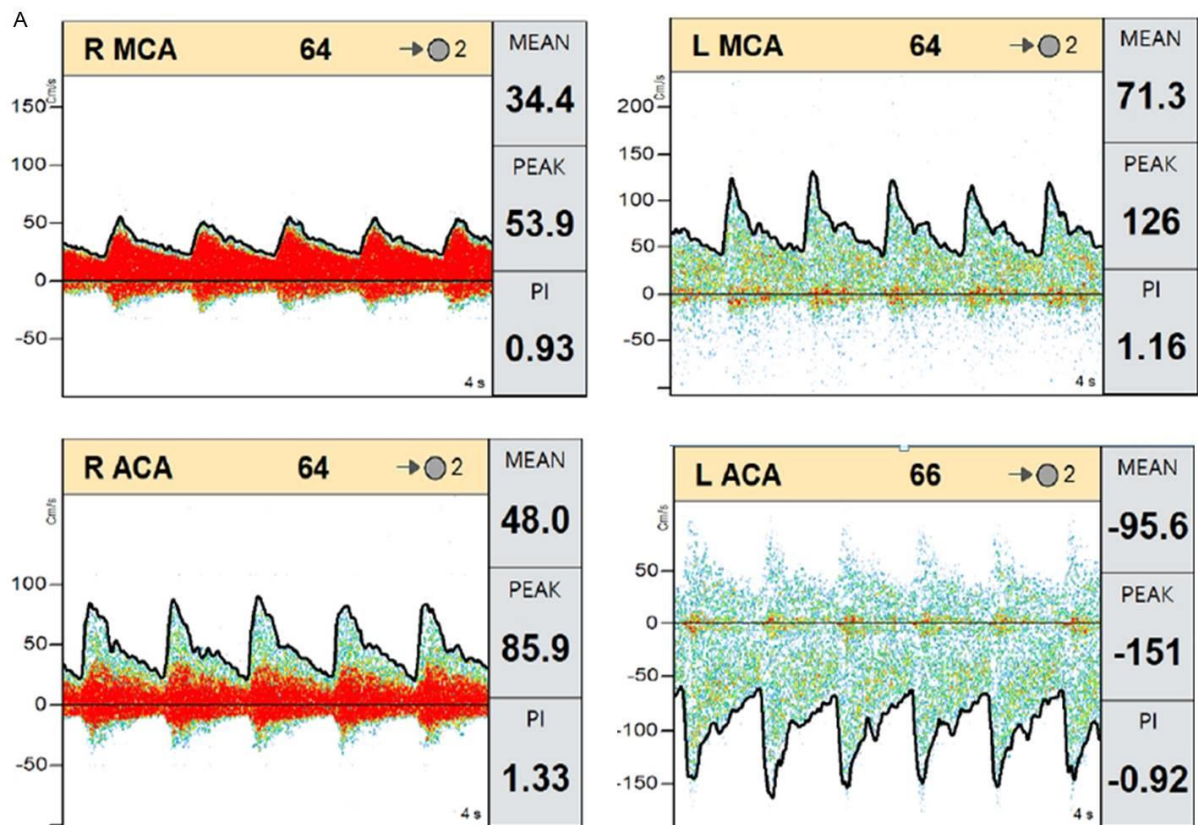 A
R MCA 64 2
MEAN
34.4
PEAK
53.9
PI
0.93
Cm/s
150
100
50
0
-50
4 s
L MCA 64 2
MEAN
71.3
PEAK
126
PI
1.16
Cm/s
200
150
100
50
0
-50
4 s
R ACA 64 2
MEAN
48.0
PEAK
85.9
PI
1.33
Cm/s
100
50
0
-50
4 s
L ACA 66 2
MEAN
-95.6
PEAK
-151
PI
-0.92
Cm/s
50
0
-50
-100
-150
4 s